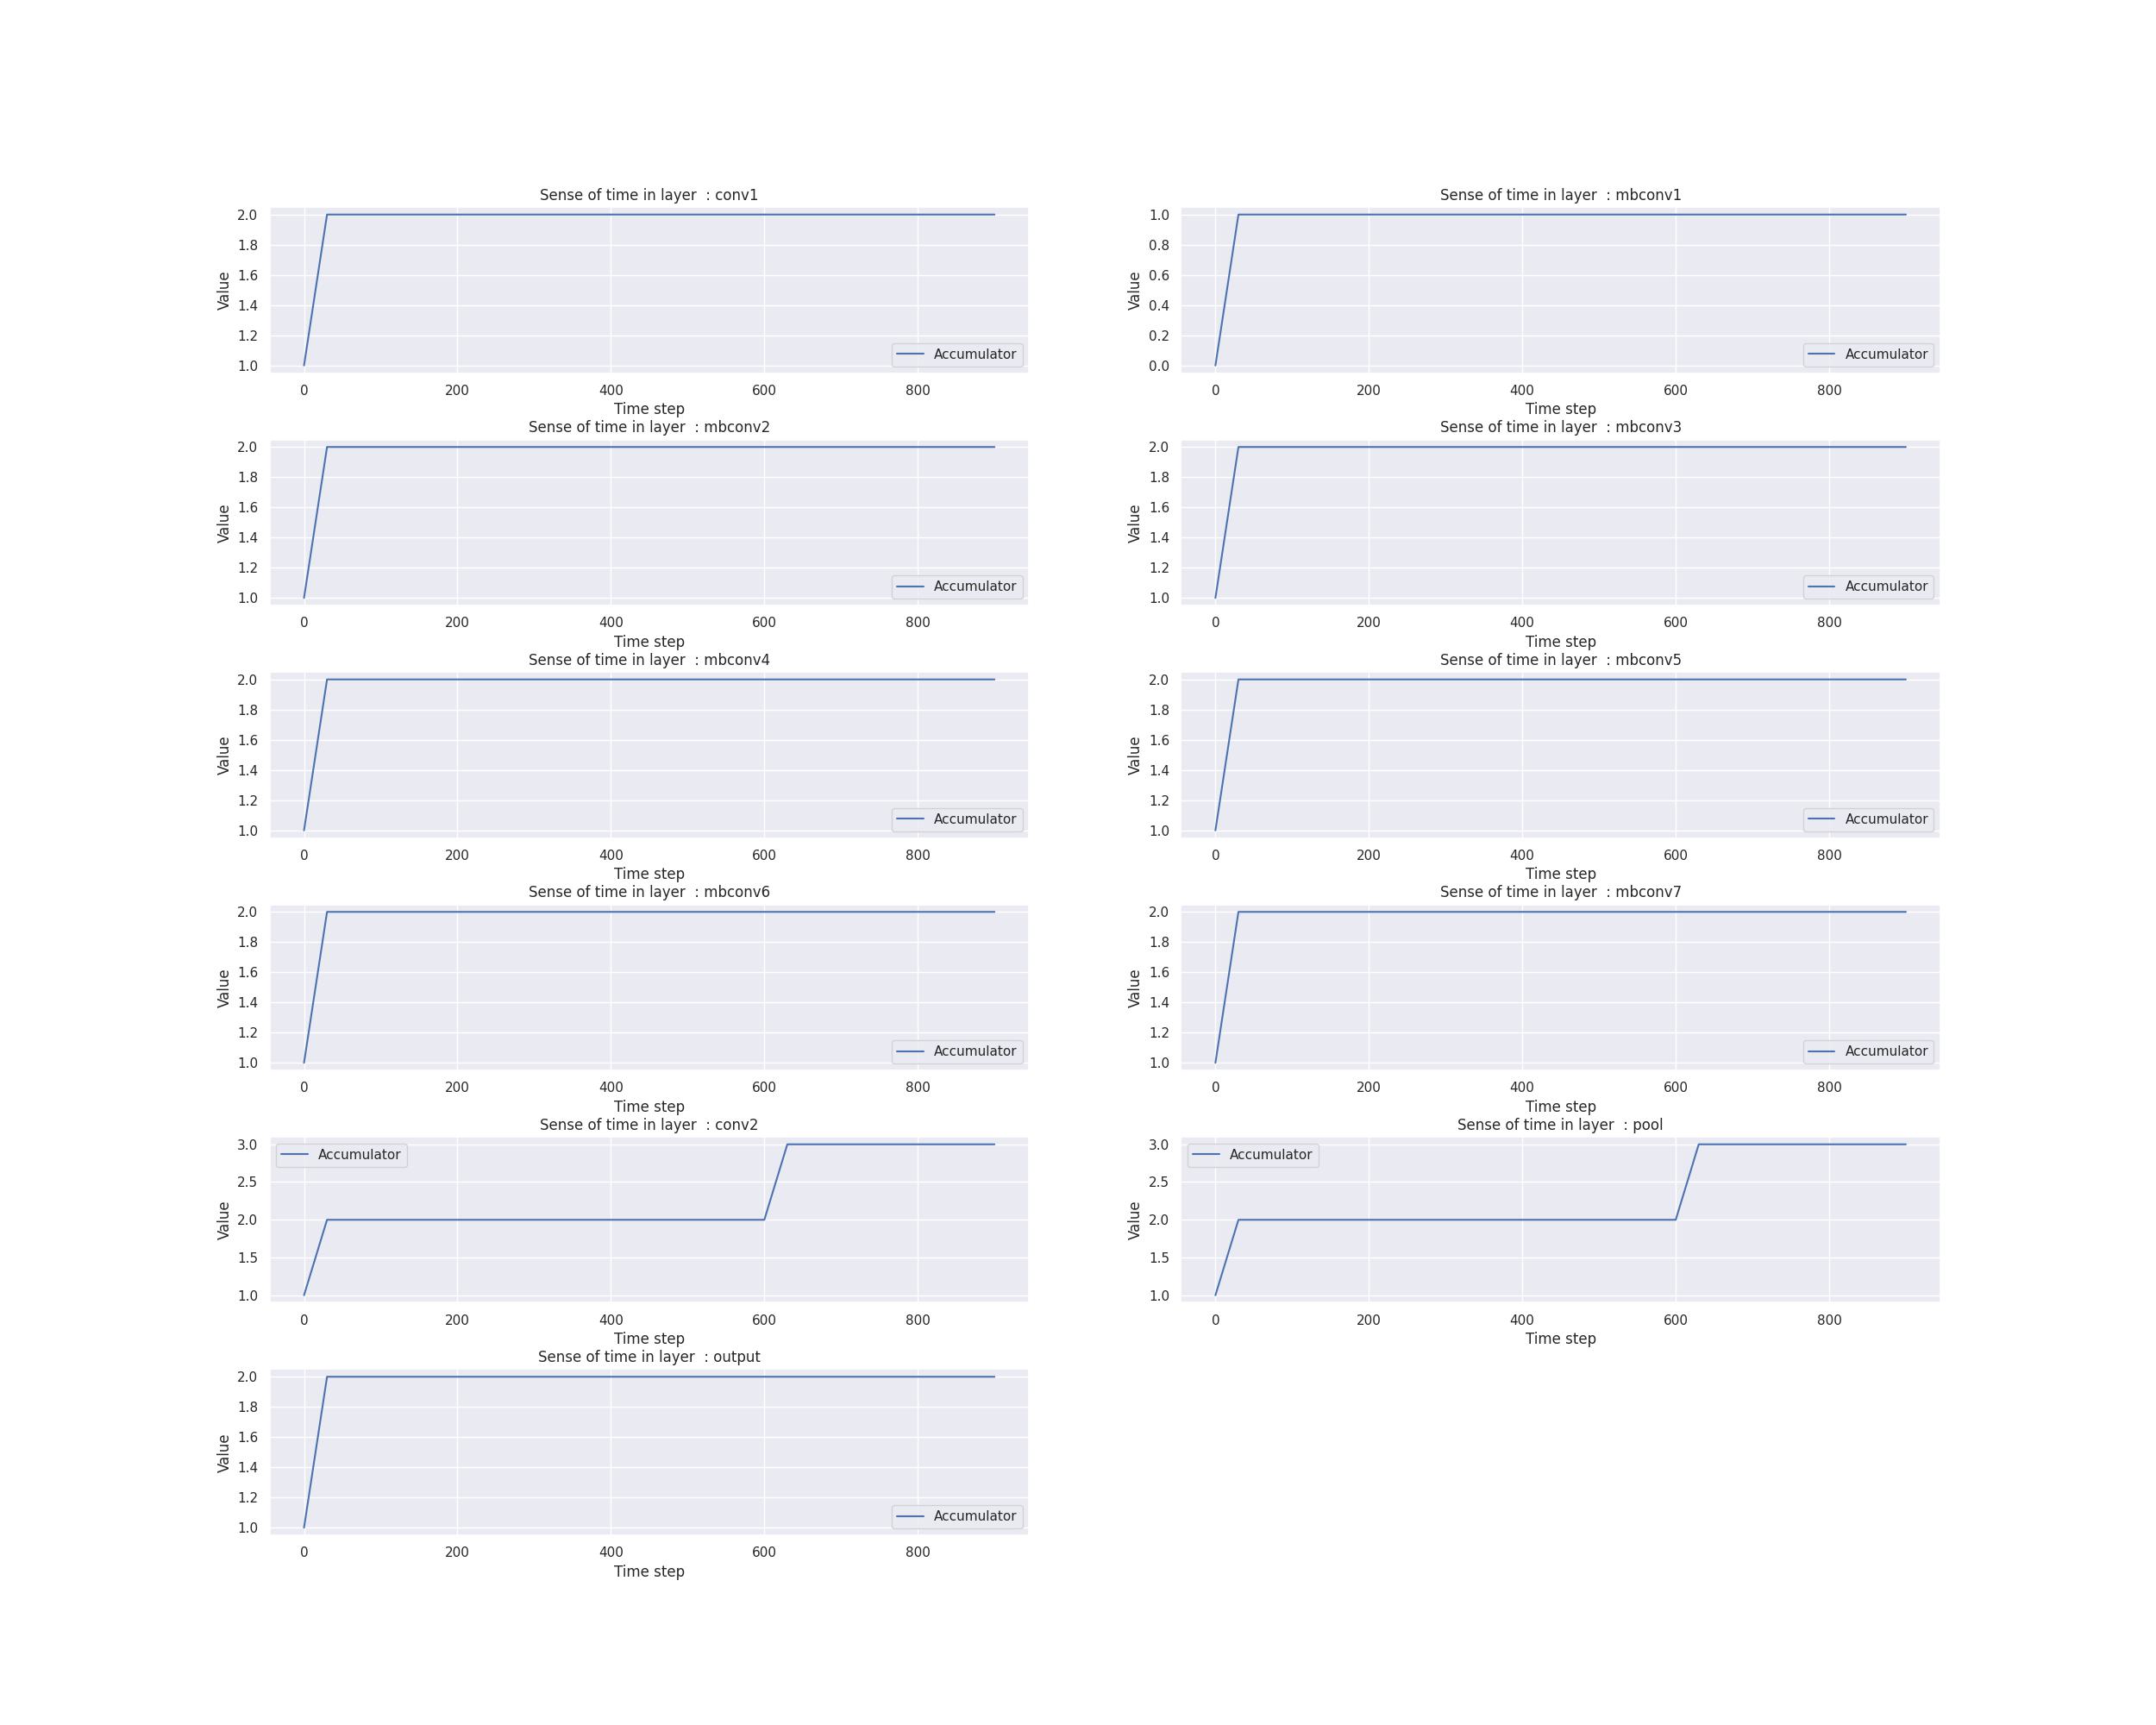 Sense of time in layer  : conv1
2.0
1.8
1.6
1.4
1.2
1.0
Value
Accumulator
0 200 400 600 800
Time step
Sense of time in layer  : mbconv1
1.0
0.8
0.6
0.4
0.2
0.0
Value
Accumulator
0 200 400 600 800
Time step
Sense of time in layer  : mbconv2
2.0
1.8
1.6
1.4
1.2
1.0
Value
Accumulator
0 200 400 600 800
Time step
Sense of time in layer  : mbconv3
2.0
1.8
1.6
1.4
1.2
1.0
Value
Accumulator
0 200 400 600 800
Time step
Sense of time in layer  : mbconv4
2.0
1.8
1.6
1.4
1.2
1.0
Value
Accumulator
0 200 400 600 800
Time step
Sense of time in layer  : mbconv5
2.0
1.8
1.6
1.4
1.2
1.0
Value
Accumulator
0 200 400 600 800
Time step
Sense of time in layer  : mbconv6
2.0
1.8
1.6
1.4
1.2
1.0
Value
Accumulator
0 200 400 600 800
Time step
Sense of time in layer  : mbconv7
2.0
1.8
1.6
1.4
1.2
1.0
Value
Accumulator
0 200 400 600 800
Time step
Sense of time in layer  : conv2
3.0
2.5
2.0
1.5
1.0
Value
Accumulator
0 200 400 600 800
Time step
Sense of time in layer  : pool
3.0
2.5
2.0
1.5
1.0
Value
Accumulator
0 200 400 600 800
Time step
Sense of time in layer  : output
2.0
1.8
1.6
1.4
1.2
1.0
Value
Accumulator
0 200 400 600 800
Time step